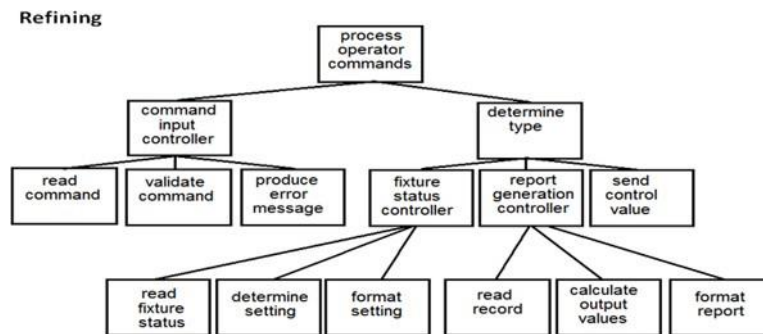 Refining
process
operator
commands
command
input
controller
determine
type
read
command
validate
command
produce
error
message
fixture
status
controller
report
generation
controller
send
control
value
read
fixture
status
determine
setting
format
setting
read
record
calculate
output
values
format
report